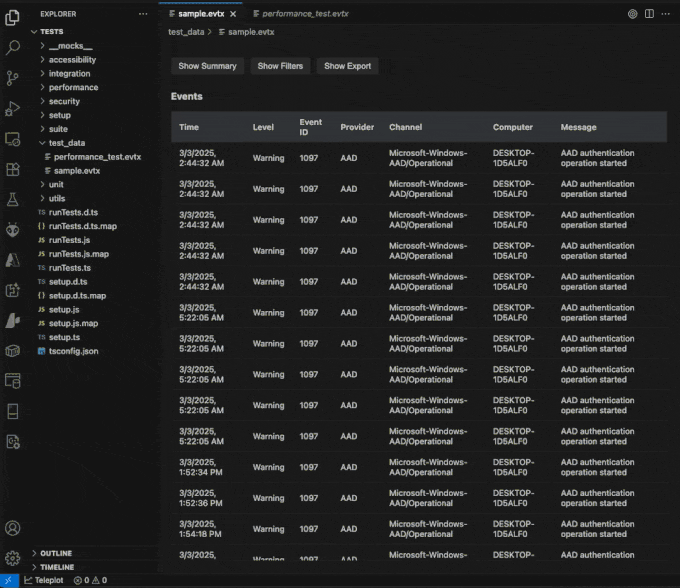 EXPLORER ···
TESTS
__mocks__
accessibility
integration
performance
security
setup
suite
test_data
performance_test.evtx
sample.evtx
unit
utils
TS runTests.d.ts
{} runTests.d.ts.map
JS runTests.js
JS runTests.js.map
TS runTests.ts
TS setup.d.ts
{} setup.d.ts.map
JS setup.js
JS setup.js.map
TS setup.ts
tsconfig.json
OUTLINE
TIMELINE
sample.evtx performance_test.evtx
test_data > sample.evtx
Show Summary Show Filters Show Export
Events
Time Level Event ID Provider Channel Computer Message
3/3/2025, Warning 1097 AAD Microsoft-Windows- DESKTOP- AAD authentication
2:44:32 AM AAD/Operational 1D5ALF0 operation started
3/3/2025, Warning 1097 AAD Microsoft-Windows- DESKTOP- AAD authentication
2:44:32 AM AAD/Operational 1D5ALF0 operation started
3/3/2025, Warning 1097 AAD Microsoft-Windows- DESKTOP- AAD authentication
2:44:32 AM AAD/Operational 1D5ALF0 operation started
3/3/2025, Warning 1097 AAD Microsoft-Windows- DESKTOP- AAD authentication
2:44:32 AM AAD/Operational 1D5ALF0 operation started
3/3/2025, Warning 1097 AAD Microsoft-Windows- DESKTOP- AAD authentication
2:44:32 AM AAD/Operational 1D5ALF0 operation started
3/3/2025, Warning 1097 AAD Microsoft-Windows- DESKTOP- AAD authentication
5:22:05 AM AAD/Operational 1D5ALF0 operation started
3/3/2025, Warning 1097 AAD Microsoft-Windows- DESKTOP- AAD authentication
5:22:05 AM AAD/Operational 1D5ALF0 operation started
3/3/2025, Warning 1097 AAD Microsoft-Windows- DESKTOP- AAD authentication
5:22:05 AM AAD/Operational 1D5ALF0 operation started
3/3/2025, Warning 1097 AAD Microsoft-Windows- DESKTOP- AAD authentication
5:22:05 AM AAD/Operational 1D5ALF0 operation started
3/3/2025, Warning 1097 AAD Microsoft-Windows- DESKTOP- AAD authentication
5:22:05 AM AAD/Operational 1D5ALF0 operation started
3/3/2025, Warning 1097 AAD Microsoft-Windows- DESKTOP- AAD authentication
1:52:34 PM AAD/Operational 1D5ALF0 operation started
3/3/2025, Warning 1097 AAD Microsoft-Windows- DESKTOP- AAD authentication
1:52:36 PM AAD/Operational 1D5ALF0 operation started
3/3/2025, Warning 1097 AAD Microsoft-Windows- DESKTOP- AAD authentication
1:54:18 PM AAD/Operational 1D5ALF0 operation started
3/3/2025, Warning 1097 AAD Microsoft-Windows- DESKTOP- AAD authentication
Teleplot 0 0